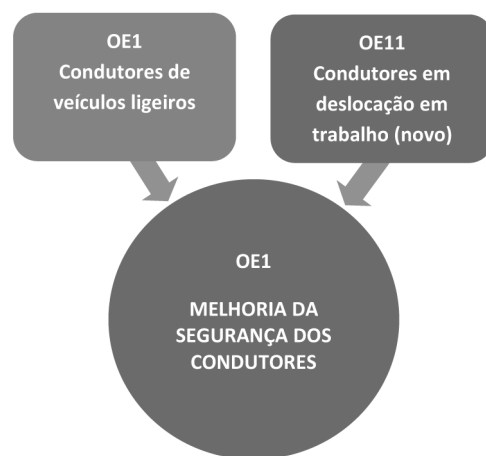 OE1
Condutores de
veículos ligeiros
OE11
Condutores em
deslocação em
trabalho (novo)
OE1
MELHORIA DA
SEGURANÇA DOS
CONDUTORES